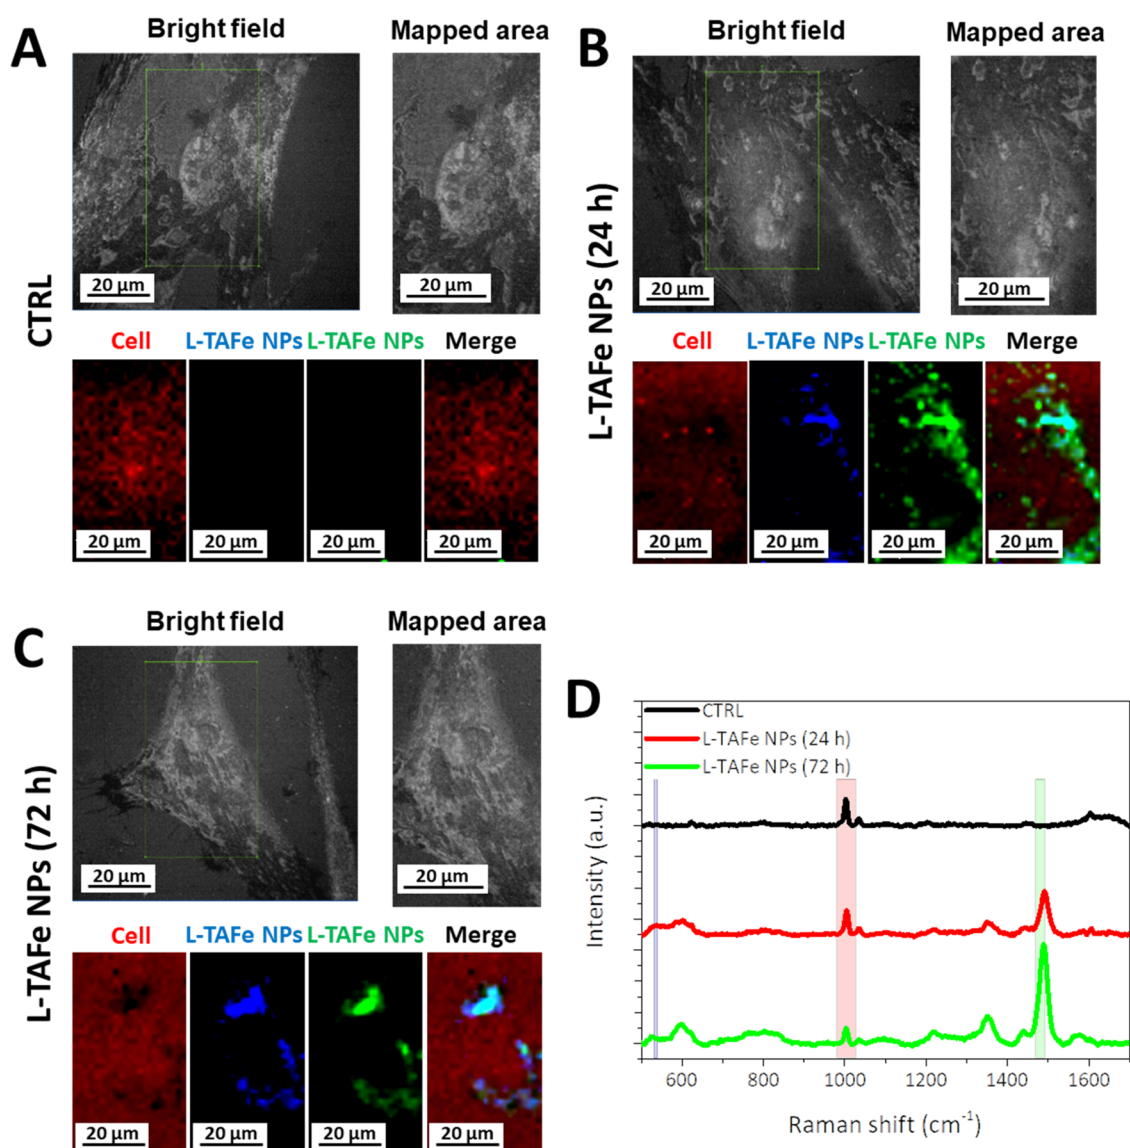 A
Bright field
Mapped area
CTRL
20 µm
20 µm
Cell
L-TAFe NPs
L-TAFe NPs
Merge
20 µm
20 µm
20 µm
20 µm
B
Bright field
Mapped area
L-TAFe NPs (24 h)
20 µm
20 µm
Cell
L-TAFe NPs
L-TAFe NPs
Merge
20 µm
20 µm
20 µm
20 µm
C
Bright field
Mapped area
L-TAFe NPs (72 h)
20 µm
20 µm
Cell
L-TAFe NPs
L-TAFe NPs
Merge
20 µm
20 µm
20 µm
20 µm
D
CTRL
L-TAFe NPs (24 h)
L-TAFe NPs (72 h)
Intensity (a.u.)
600 800 1000 1200 1400 1600
Raman shift (cm⁻¹)